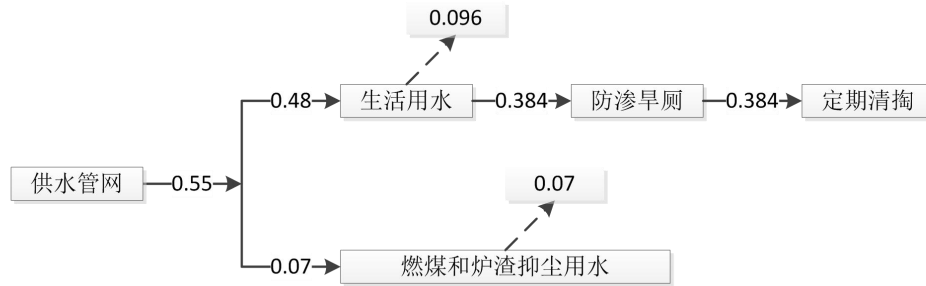 0.096
0.48
生活用水
0.384
防渗旱厕
0.384
定期清掏
供水管网
0.55
0.07
0.07
燃煤和炉渣抑尘用水